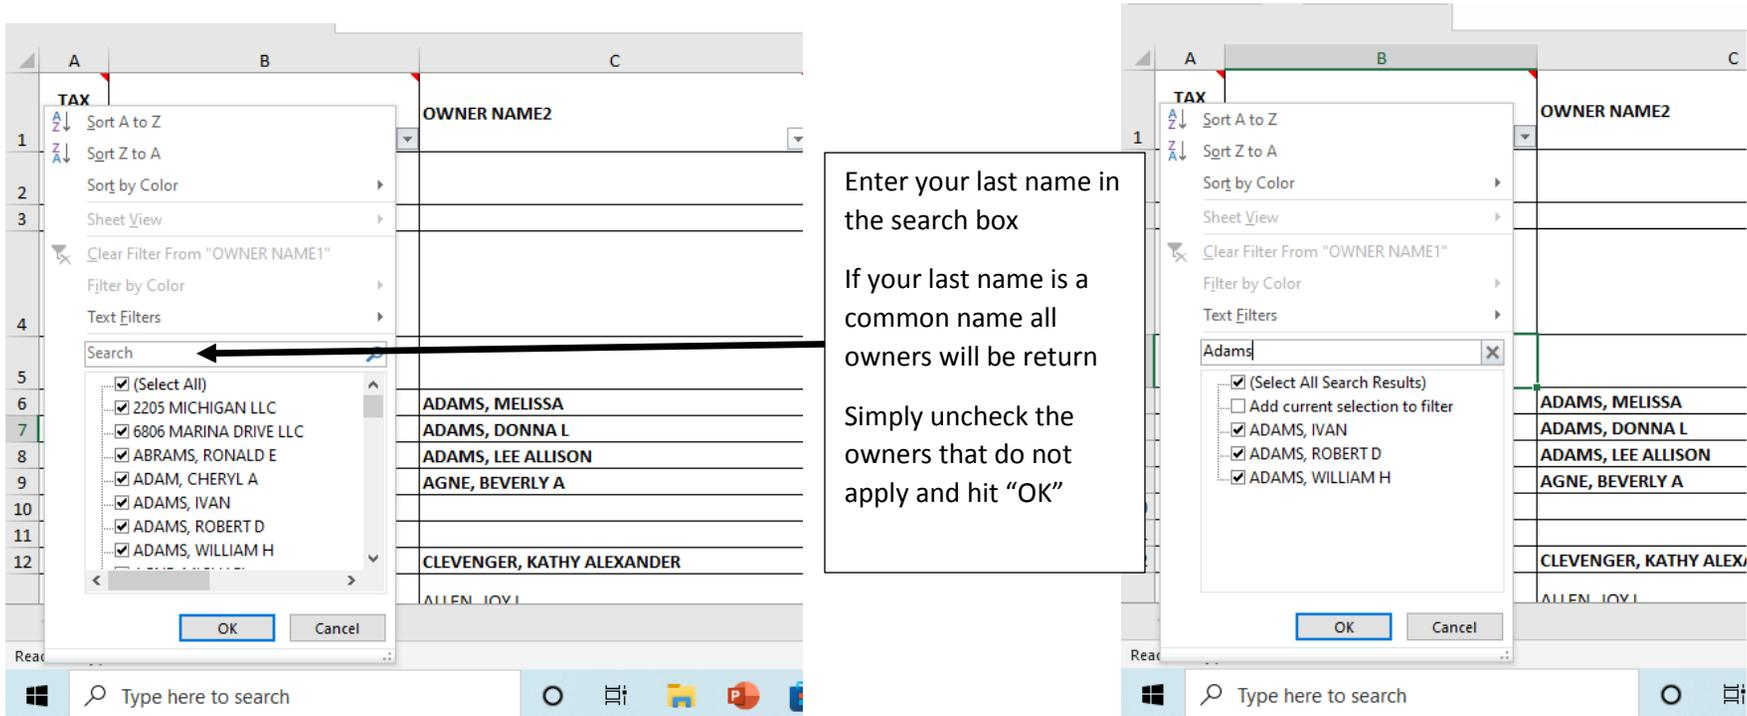 A B C
TAX
OWNER NAME2
1
Sort A to Z
Sort Z to A
Sort by Color
2
3
Sheet View
Clear Filter From "OWNER NAME1"
Filter by Color
4
Text Filters
Search
5
(Select All)
6
2205 MICHIGAN LLC
ADAMS, MELISSA
7
6806 MARINA DRIVE LLC
ADAMS, DONNA L
8
ABRAMS, RONALD E
ADAMS, LEE ALLISON
9
ADAM, CHERYL A
AGNE, BEVERLY A
10
ADAMS, IVAN
11
ADAMS, ROBERT D
12
ADAMS, WILLIAM H
CLEVENGER, KATHY ALEXANDER
ALLEN, JOY L
OK Cancel
Type here to search
Enter your last name in
the search box
If your last name is a
common name all
owners will be return
Simply uncheck the
owners that do not
apply and hit “OK”
A B C
TAX
OWNER NAME2
1
Sort A to Z
Sort Z to A
Sort by Color
Sheet View
Clear Filter From "OWNER NAME1"
Filter by Color
Text Filters
Adams
(Select All Search Results)
Add current selection to filter
ADAMS, MELISSA
ADAMS, IVAN
ADAMS, DONNA L
ADAMS, ROBERT D
ADAMS, LEE ALLISON
ADAMS, WILLIAM H
AGNE, BEVERLY A
CLEVENGER, KATHY ALEXA
ALLEN, JOY L
OK Cancel
Type here to search